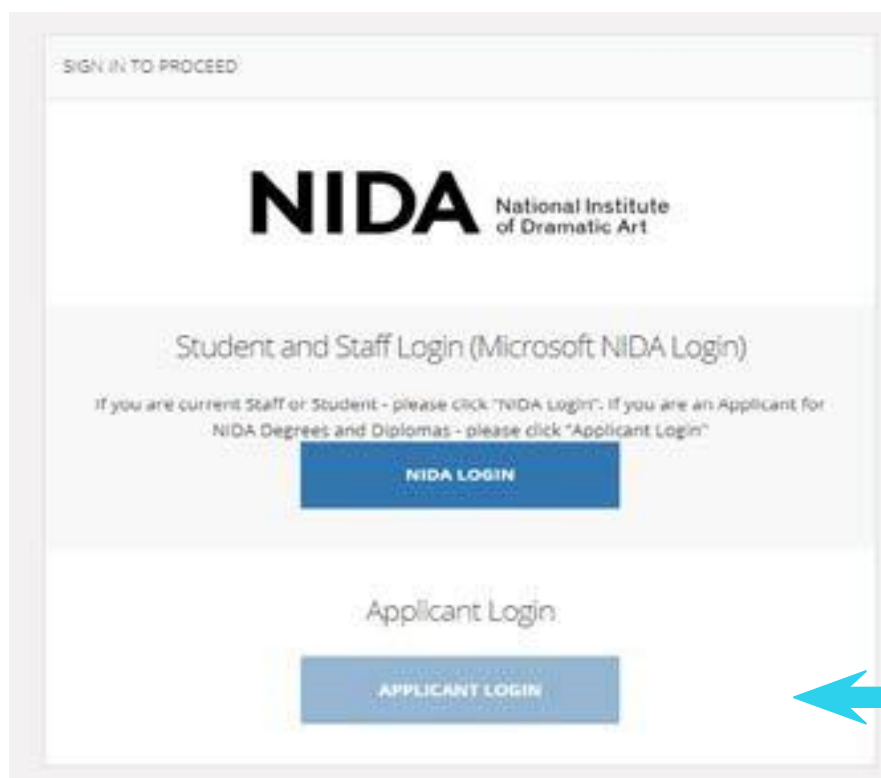 SIGN IN TO PROCEED
NIDA National Institute
of Dramatic Art
Student and Staff Login (Microsoft NIDA Login)
If you are current Staff or Student - please click "NIDA Login". If you are an Applicant for
NIDA Degrees and Diplomas - please click "Applicant Login"
NIDA LOGIN
Applicant Login
APPLICANT LOGIN